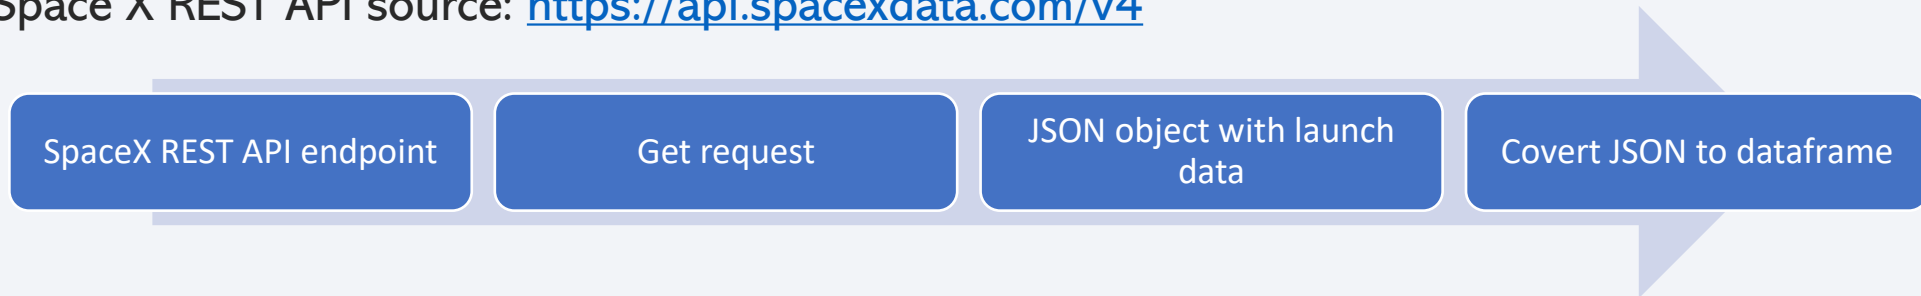 Space X REST API source: https://api.spacexdata.com/v4
SpaceX REST API endpoint
Get request
JSON object with launch
data
Covert JSON to dataframe